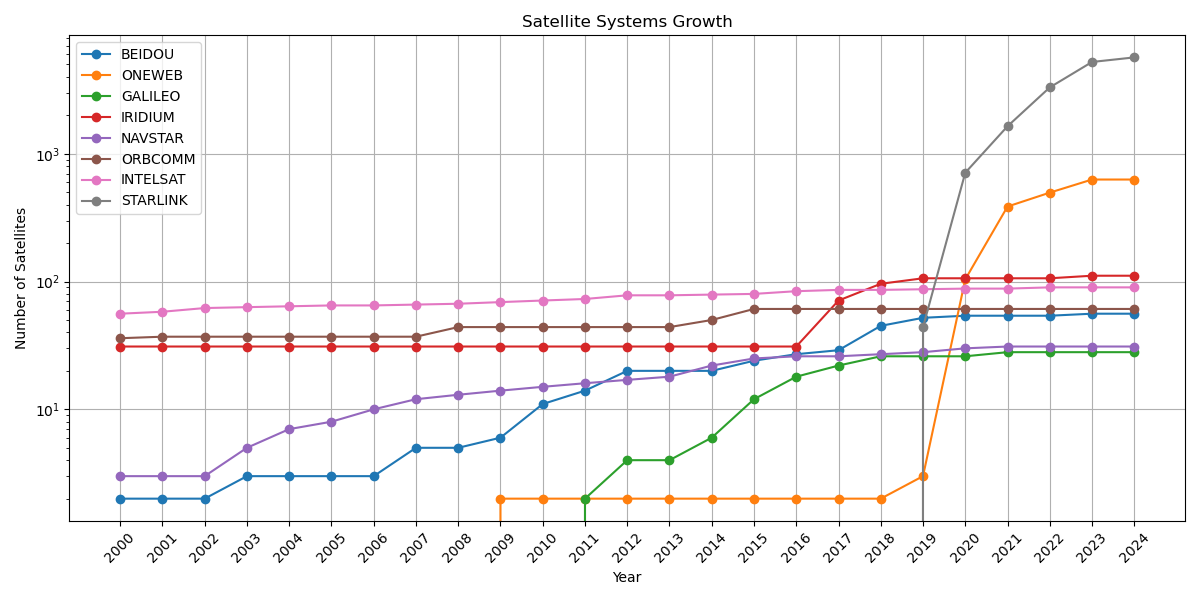 Satellite Systems Growth
BEIDOU
ONEWEB
GALILEO
IRIDIUM
NAVSTAR
ORBCOMM
INTELSAT
STARLINK
Number of Satellites
10³
10²
10¹
2000 2001 2002 2003 2004 2005 2006 2007 2008 2009 2010 2011 2012 2013 2014 2015 2016 2017 2018 2019 2020 2021 2022 2023 2024
Year